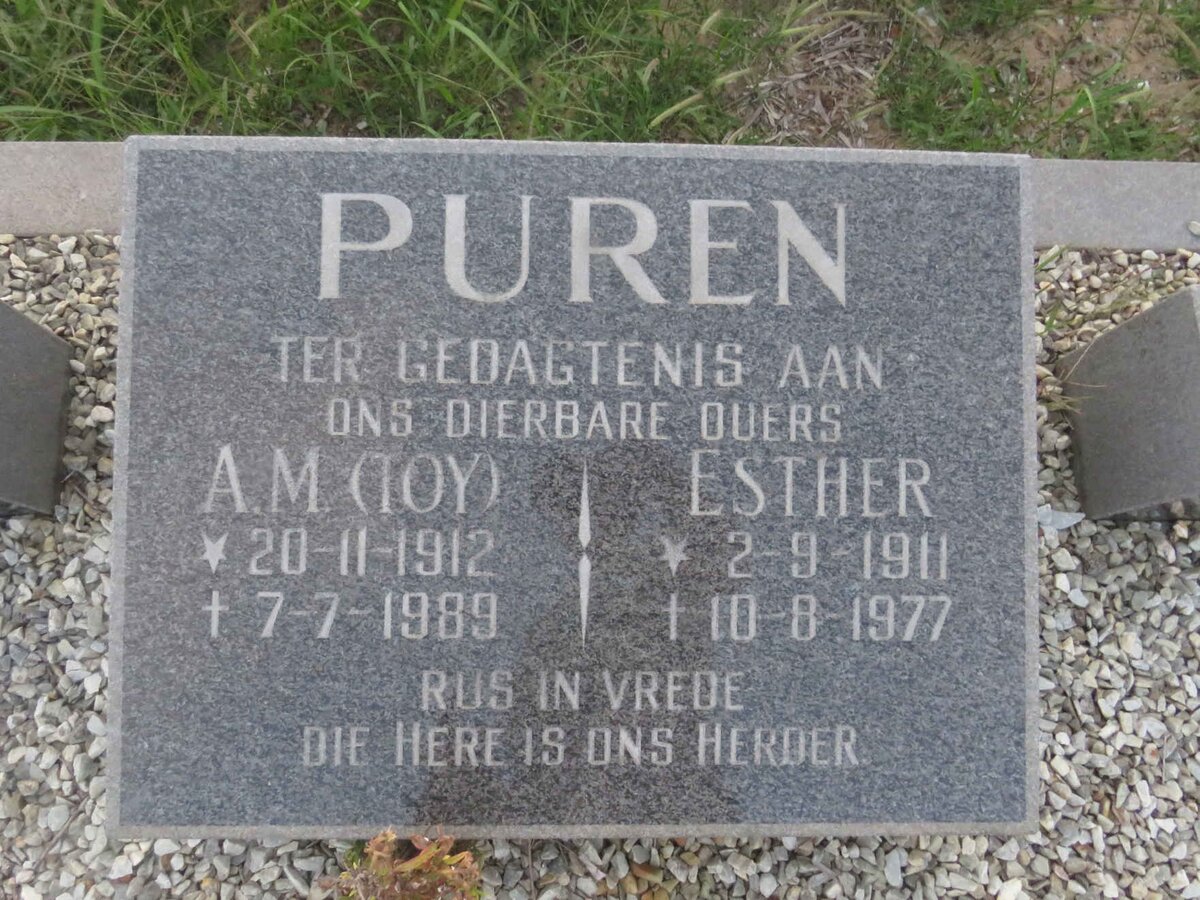 PUREN
TER GEDAGTENIS AAN
ONS DIERBARE OUERS
A.M. (TOY) ESTHER
20-11-1912 2-9-1911
† 7-7-1989 † 10-8-1977
RUS IN VREDE
DIE HERE IS ONS HERDER